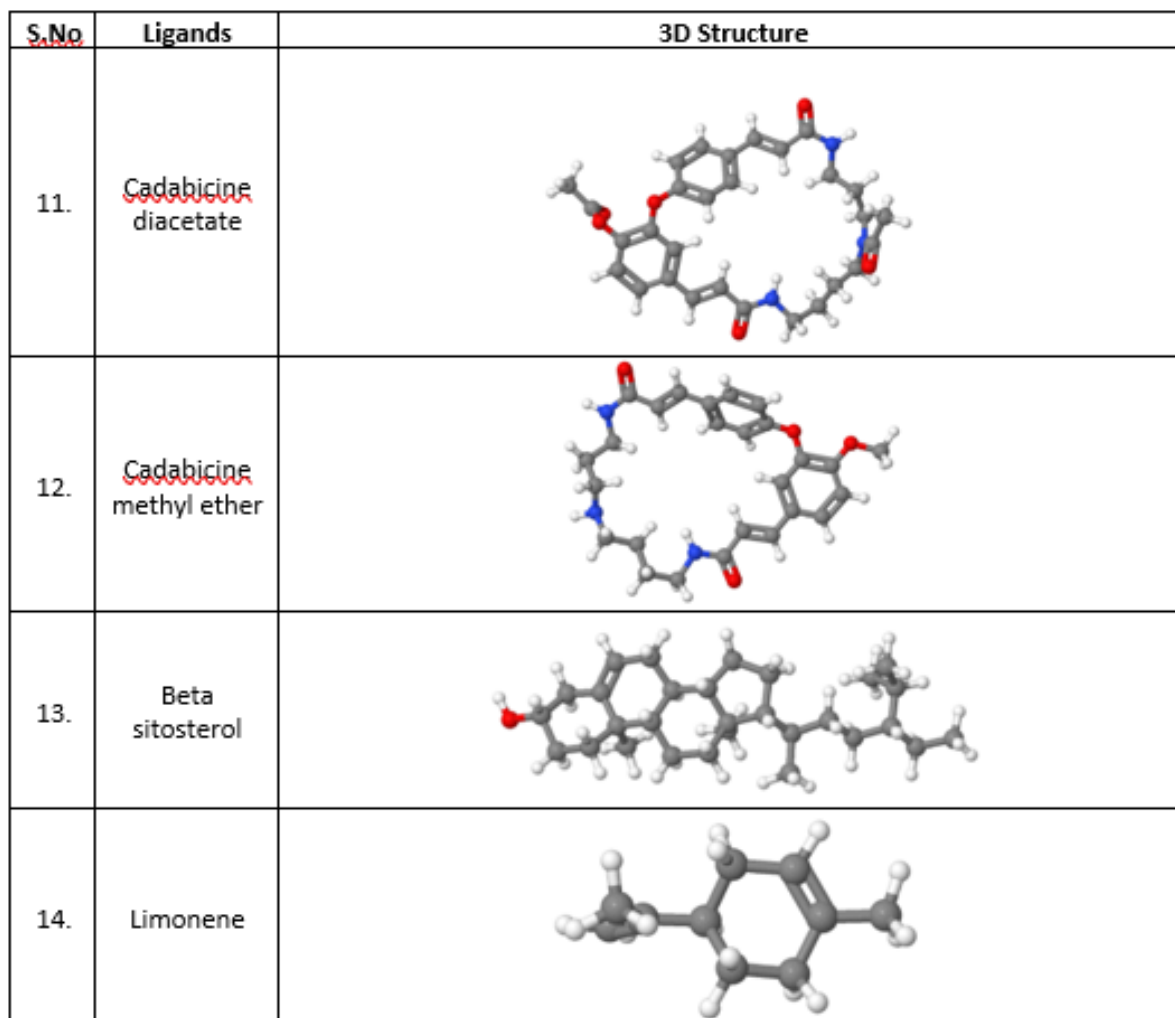 S.No Ligands 3D Structure
11. Cadabicine
diacetate
12. Cadabicine
methyl ether
13. Beta
sitosterol
14. Limonene